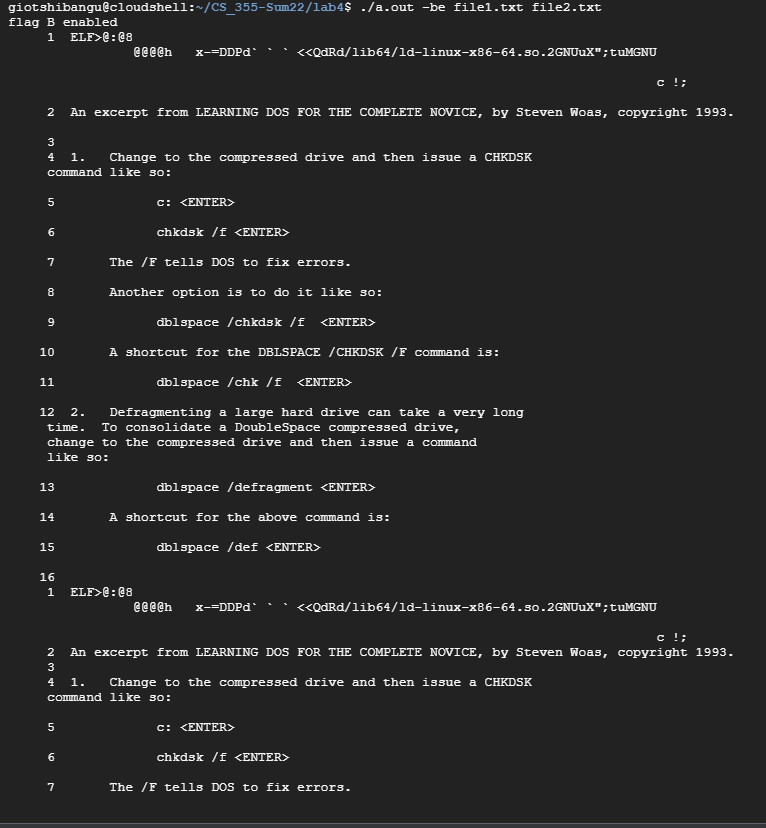 giotshibangu@cloudshell:~/CS_355-Sum22/lab4$ ./a.out -be file1.txt file2.txt
flag B enabled
1 ELF>@:@8
@@@@h x-=DDPd` ` ` <<QdRd/lib64/ld-linux-x86-64.so.2GNUuX";tuMGNU
c !;
2 An excerpt from LEARNING DOS FOR THE COMPLETE NOVICE, by Steven Woas, copyright 1993.
3
4 1. Change to the compressed drive and then issue a CHKDSK
command like so:
5 c: <ENTER>
6 chkdsk /f <ENTER>
7 The /F tells DOS to fix errors.
8 Another option is to do it like so:
9 dblspace /chkdsk /f <ENTER>
10 A shortcut for the DBLSPACE /CHKDSK /F command is:
11 dblspace /chk /f <ENTER>
12 2. Defragmenting a large hard drive can take a very long
time. To consolidate a DoubleSpace compressed drive,
change to the compressed drive and then issue a command
like so:
13 dblspace /defragment <ENTER>
14 A shortcut for the above command is:
15 dblspace /def <ENTER>
16
1 ELF>@:@8
@@@@h x-=DDPd` ` ` <<QdRd/lib64/ld-linux-x86-64.so.2GNUuX";tuMGNU
c !;
2 An excerpt from LEARNING DOS FOR THE COMPLETE NOVICE, by Steven Woas, copyright 1993.
3
4 1. Change to the compressed drive and then issue a CHKDSK
command like so:
5 c: <ENTER>
6 chkdsk /f <ENTER>
7 The /F tells DOS to fix errors.